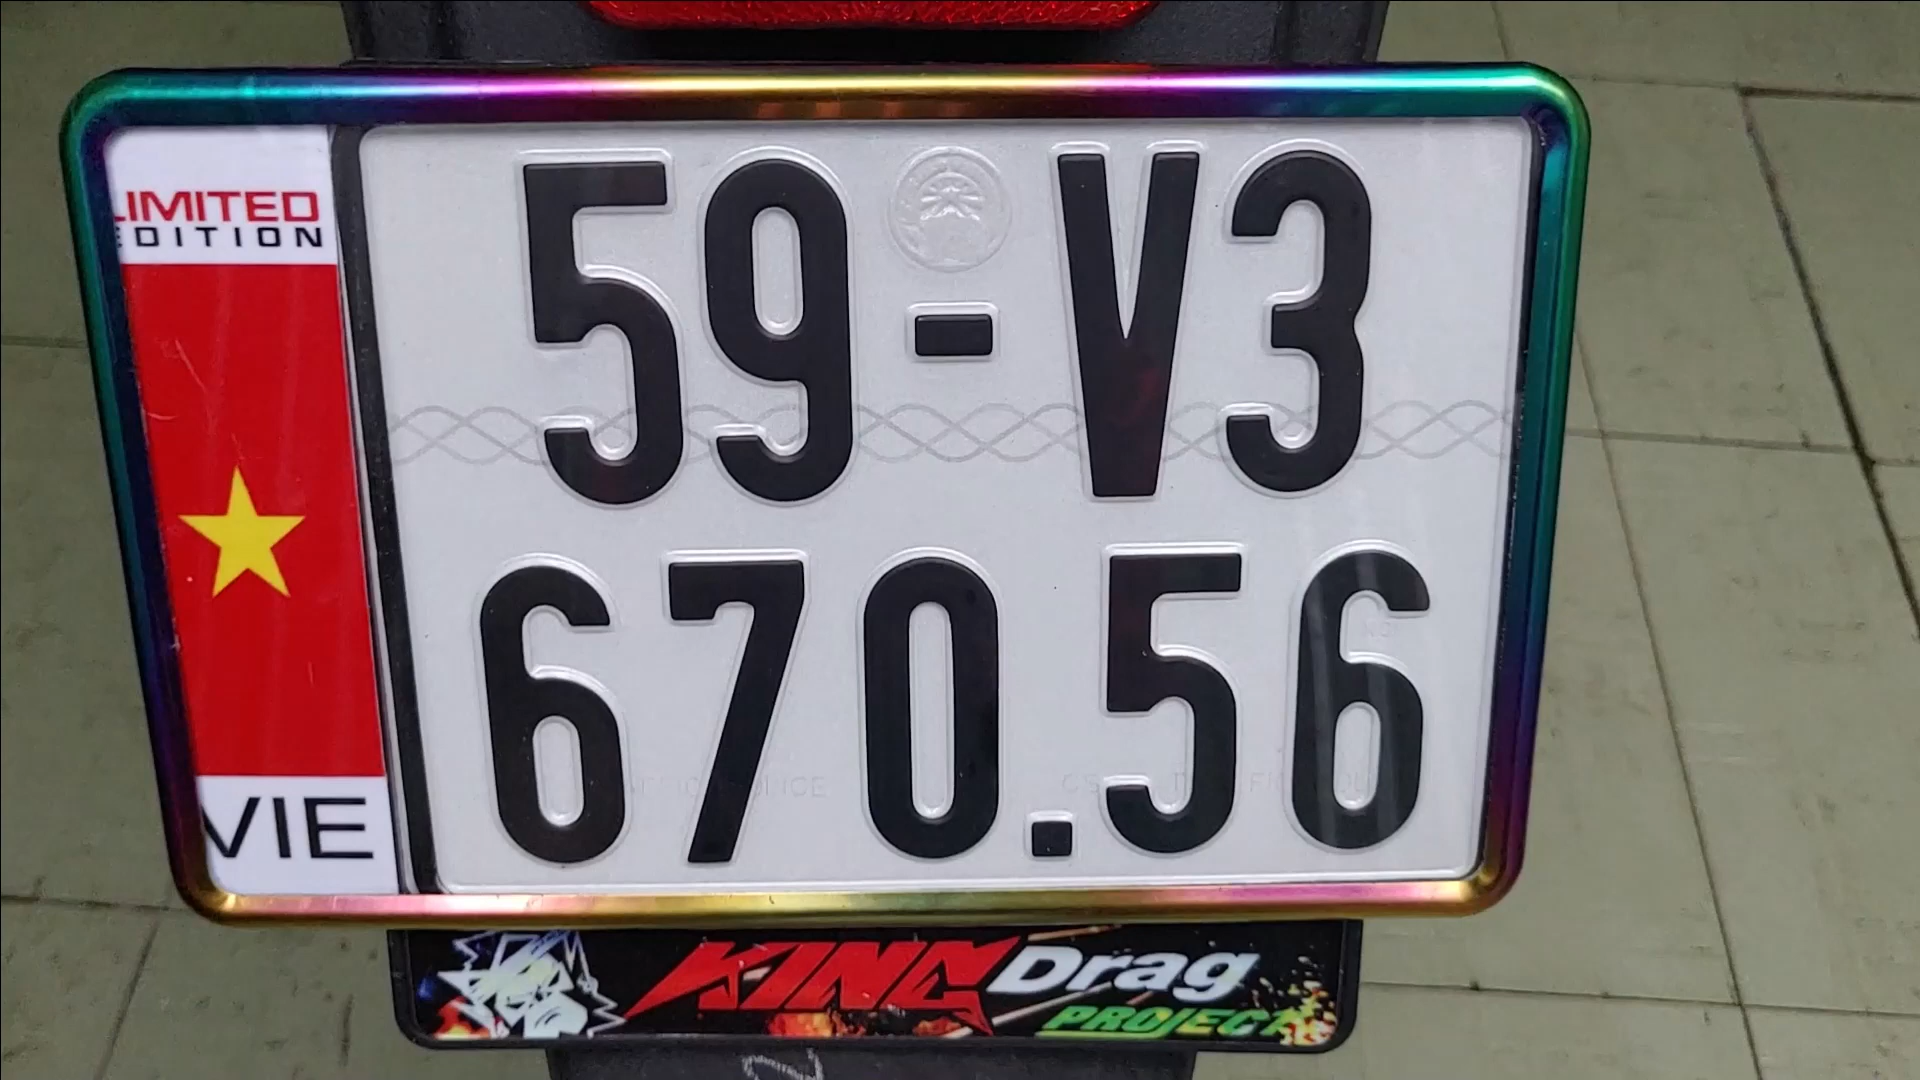 LIMITED
EDITION
59-V3
670.56
VIE
KING Drag
PROJECT